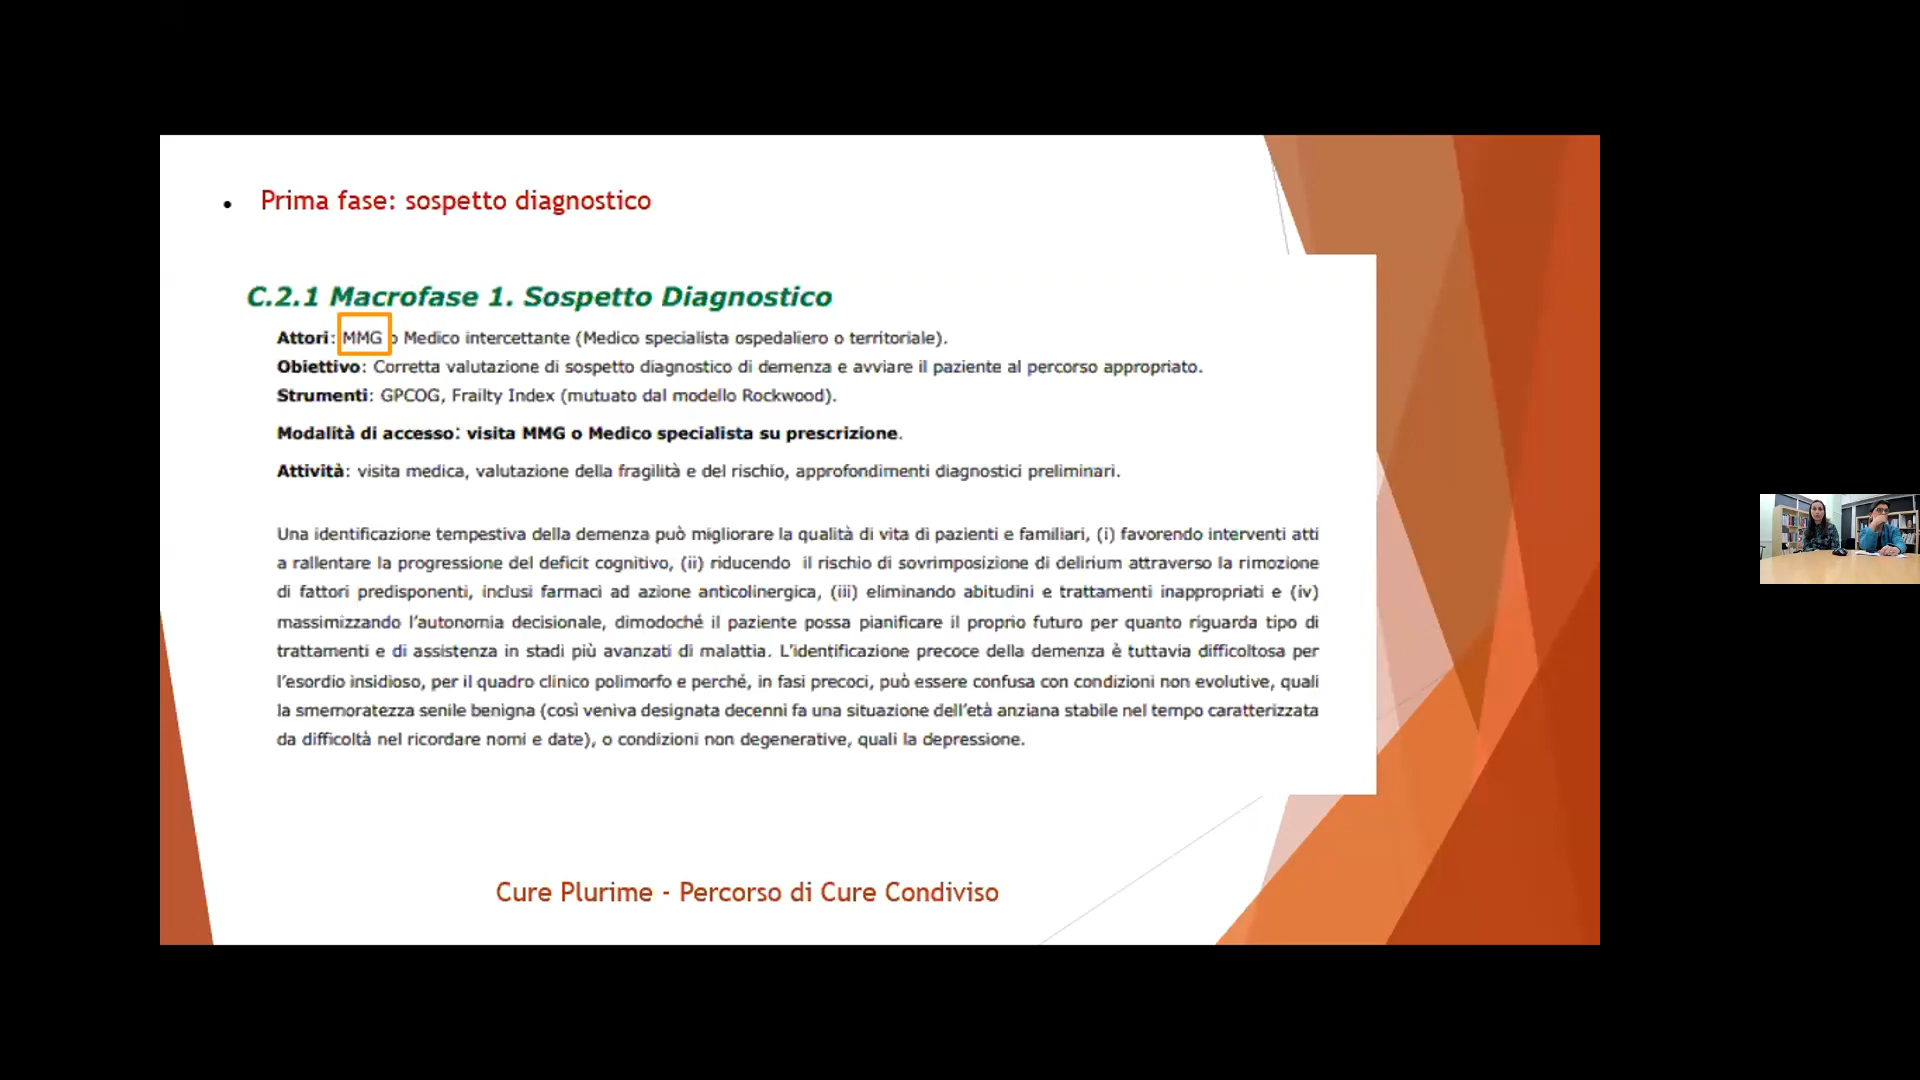 • Prima fase: sospetto diagnostico
C.2.1 Macrofase 1. Sospetto Diagnostico
Attori: MMG o Medico intercettante (Medico specialista ospedaliero o territoriale).
Obiettivo: Corretta valutazione di sospetto diagnostico di demenza e avviare il paziente al percorso appropriato.
Strumenti: GPCOG, Frailty Index (mutuato dal modello Rockwood).
Modalità di accesso: visita MMG o Medico specialista su prescrizione.
Attività: visita medica, valutazione della fragilità e del rischio, approfondimenti diagnostici preliminari.
Una identificazione tempestiva della demenza può migliorare la qualità di vita di pazienti e familiari, (i) favorendo interventi atti
a rallentare la progressione del deficit cognitivo, (ii) riducendo il rischio di sovrimposizione di delirium attraverso la rimozione
di fattori predisponenti, inclusi farmaci ad azione anticolinergica, (iii) eliminando abitudini e trattamenti inappropriati e (iv)
massimizzando l'autonomia decisionale, dimodoché il paziente possa pianificare il proprio futuro per quanto riguarda tipo di
trattamenti e di assistenza in stadi più avanzati di malattia. L'identificazione precoce della demenza è tuttavia difficoltosa per
l'esordio insidioso, per il quadro clinico polimorfo e perché, in fasi precoci, può essere confusa con condizioni non evolutive, quali
la smemoratezza senile benigna (così veniva designata decenni fa una situazione dell'età anziana stabile nel tempo caratterizzata
da difficoltà nel ricordare nomi e date), o condizioni non degenerative, quali la depressione.
Cure Plurime - Percorso di Cure Condiviso